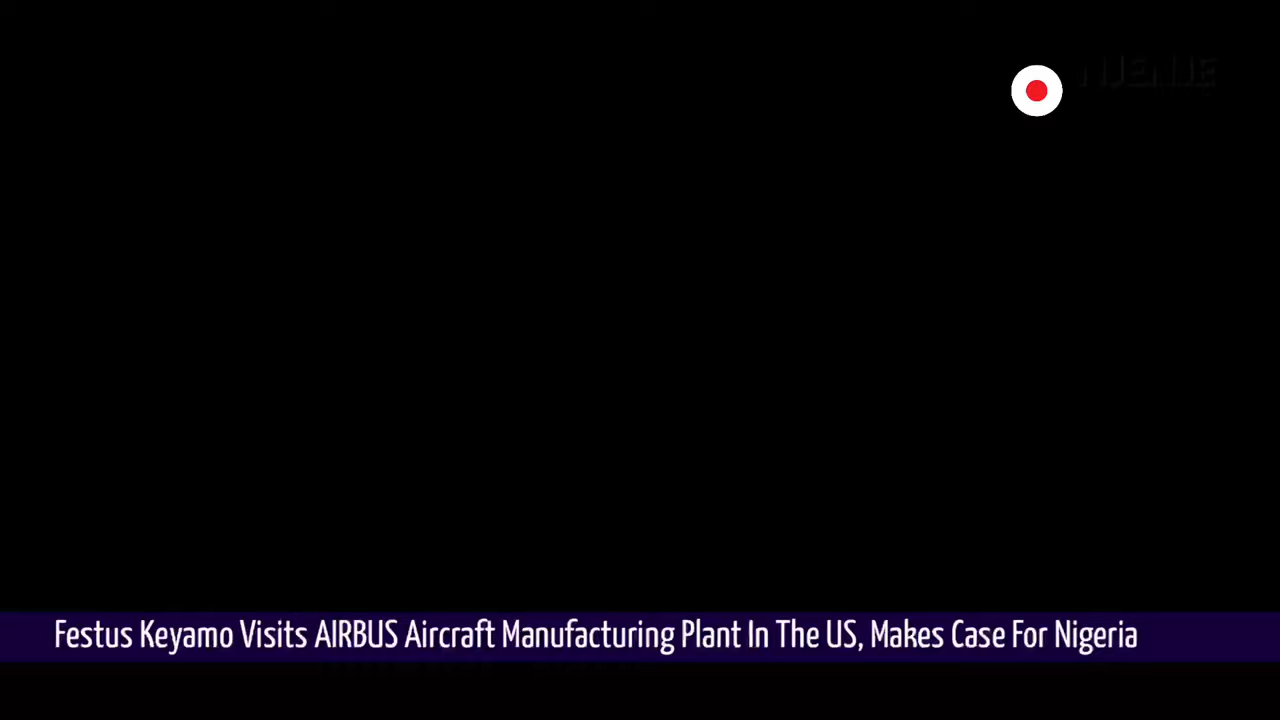 Festus Keyamo Visits AIRBUS Aircraft Manufacturing Plant In The US, Makes Case For Nigeria